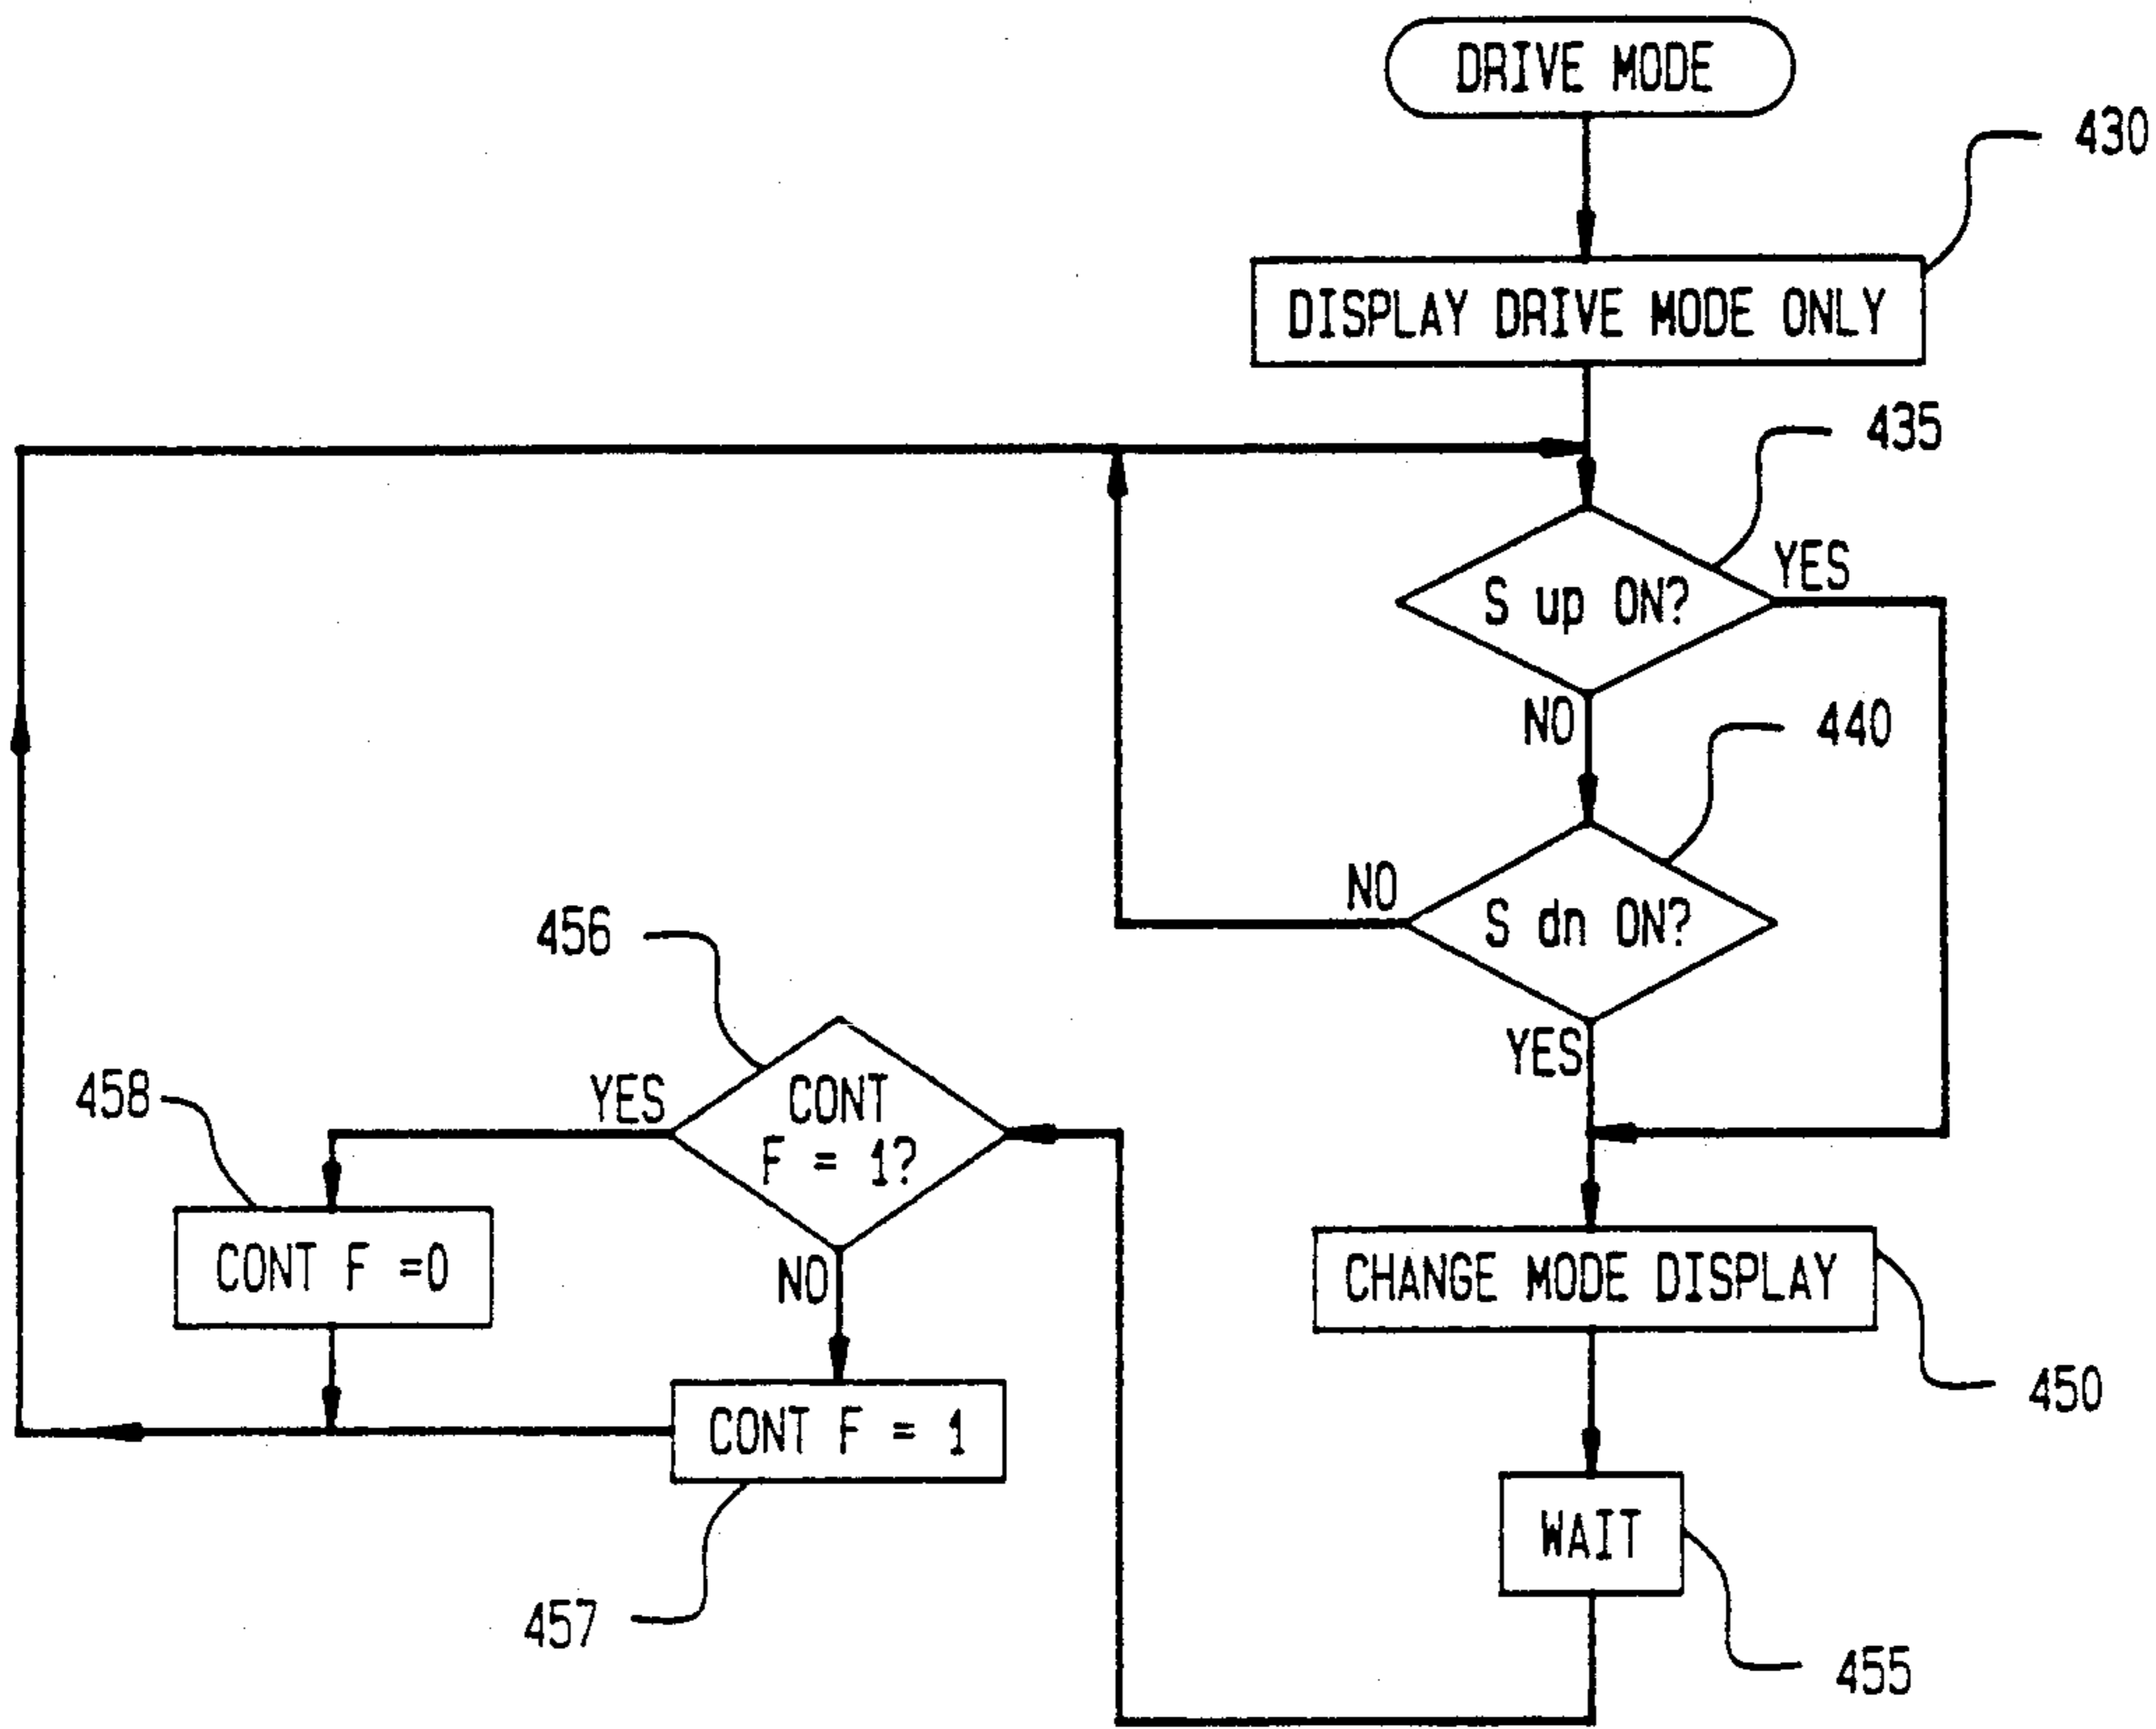 DRIVE MODE
430
DISPLAY DRIVE MODE ONLY
435
S up ON?
YES
NO
440
S dn ON?
NO
YES
456
CONT
F = 1?
YES
NO
458
CONT F =0
CONT F = 1
457
CHANGE MODE DISPLAY
450
WAIT
455